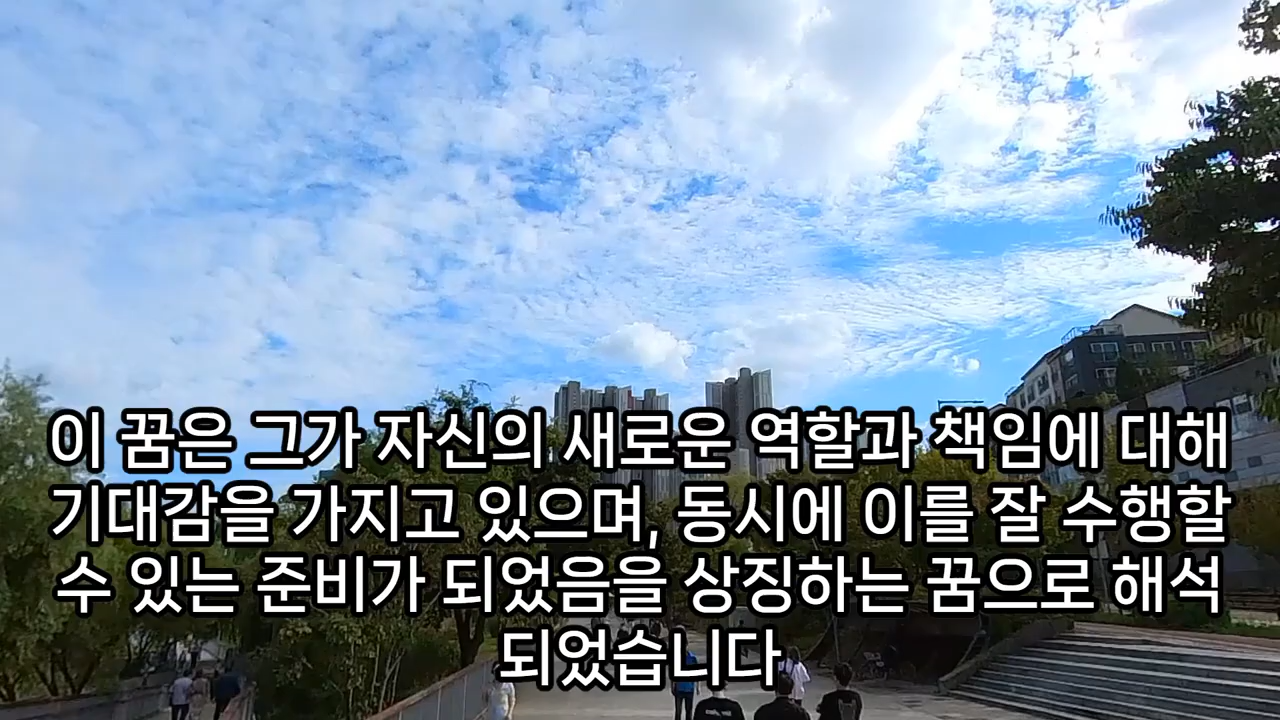 이 꿈은 그가 자신의 새로운 역할과 책임에 대해
기대감을 가지고 있으며, 동시에 이를 잘 수행할
수 있는 준비가 되었음을 상징하는 꿈으로 해석
되었습니다